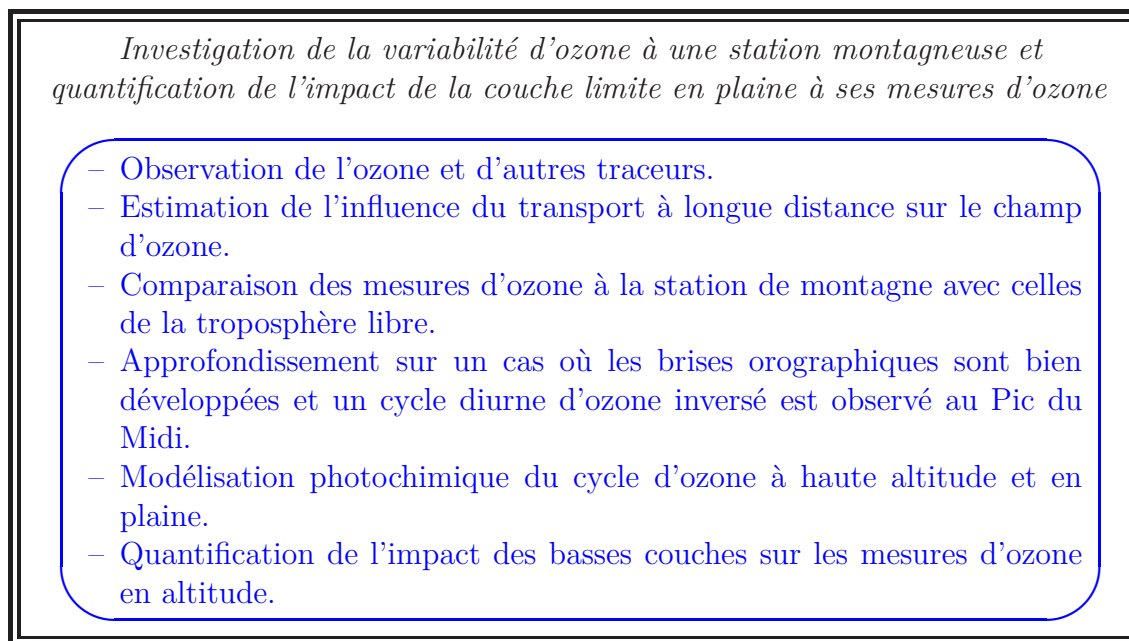 Investigation de la variabilité d'ozone à une station montagneuse et
quantification de l'impact de la couche limite en plaine à ses mesures d'ozone
– Observation de l'ozone et d'autres traceurs.
– Estimation de l'influence du transport à longue distance sur le champ
d'ozone.
– Comparaison des mesures d'ozone à la station de montagne avec celles
de la troposphère libre.
– Approfondissement sur un cas où les brises orographiques sont bien
développées et un cycle diurne d'ozone inversé est observé au Pic du
Midi.
– Modélisation photochimique du cycle d'ozone à haute altitude et en
plaine.
– Quantification de l'impact des basses couches sur les mesures d'ozone
en altitude.